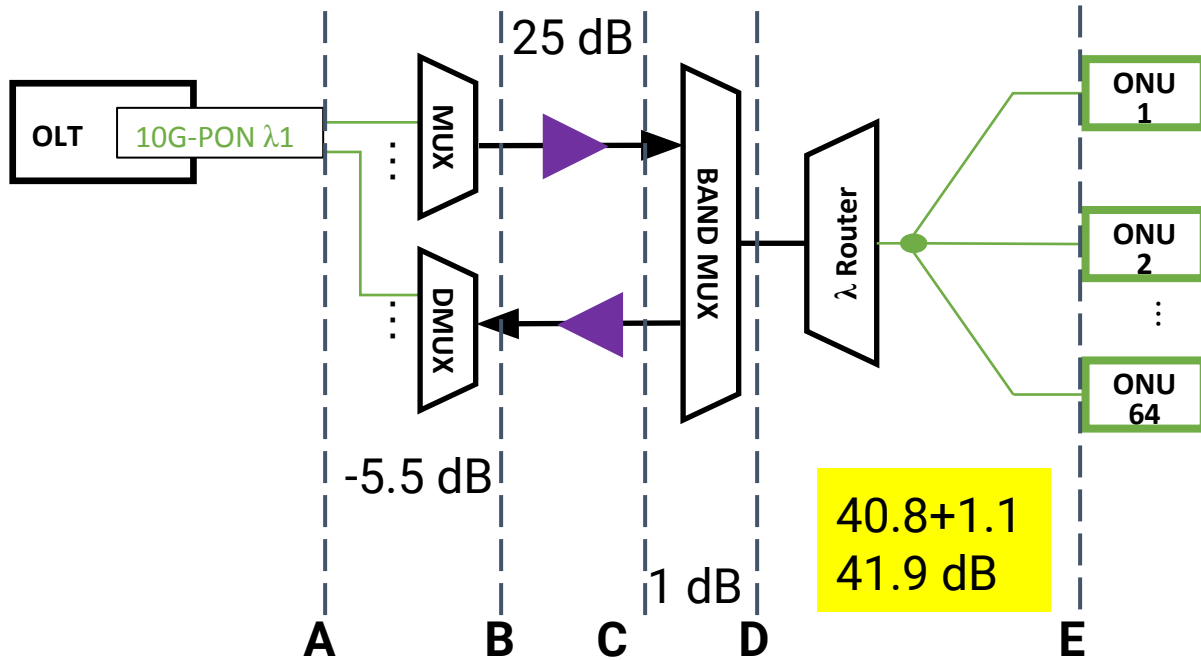 25 dB
OLT
10G-PON λ1
MUX
DMUX
BAND MUX
λ Router
ONU
1
ONU
2
ONU
64
-5.5 dB
40.8+1.1
41.9 dB
1 dB
A
B
C
D
E